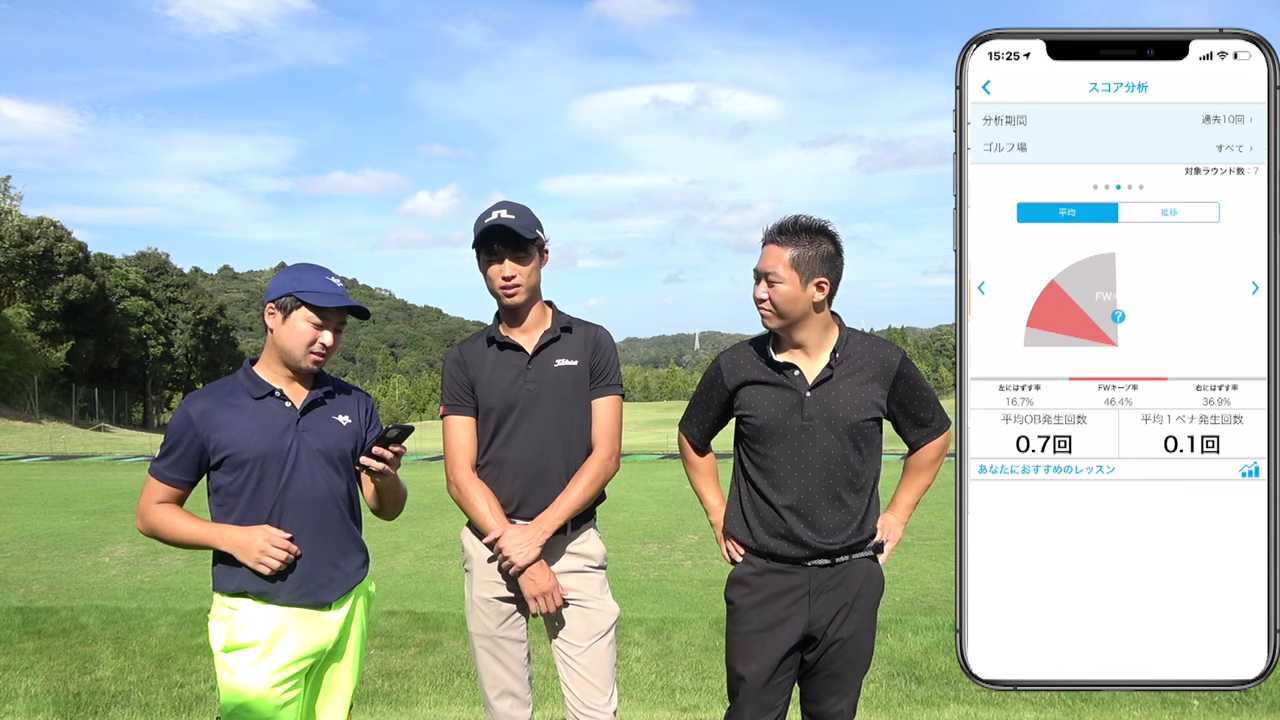 15:25
スコア分析
分析期間 過去10回
ゴルフ場 すべて
対象ラウンド数：7
平均 推移
FWキ
?
左にはずす率 FWキープ率 右にはずす率
16.7% 46.4% 36.9%
平均OB発生回数 平均１ペナ発生回数
0.7回 0.1回
あなたにおすすめのレッスン
Titleist